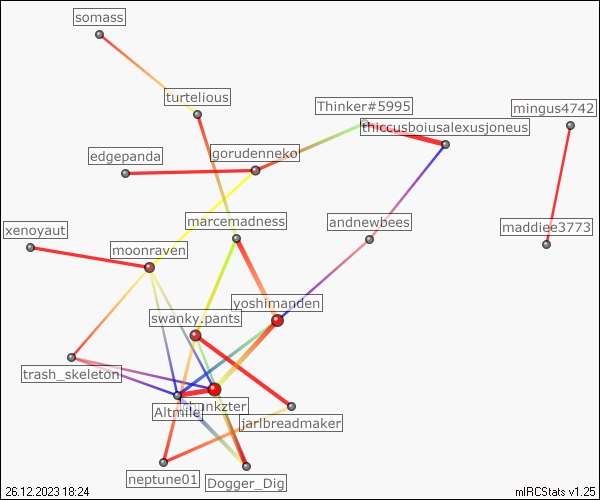 somass
turtelious
Thinker#5995
mingus4742
thiccusboiusalexusjoneus
edgepanda
gorudenneko
xenoyaut
marcemadness
andnewbees
maddiee3773
moonraven
yoshimanden
swanky.pants
trash_skeleton
Altmile
jarlbreadmaker
neptune01
Dogger_Dig
26.12.2023 18:24
mIRCStats v1.25